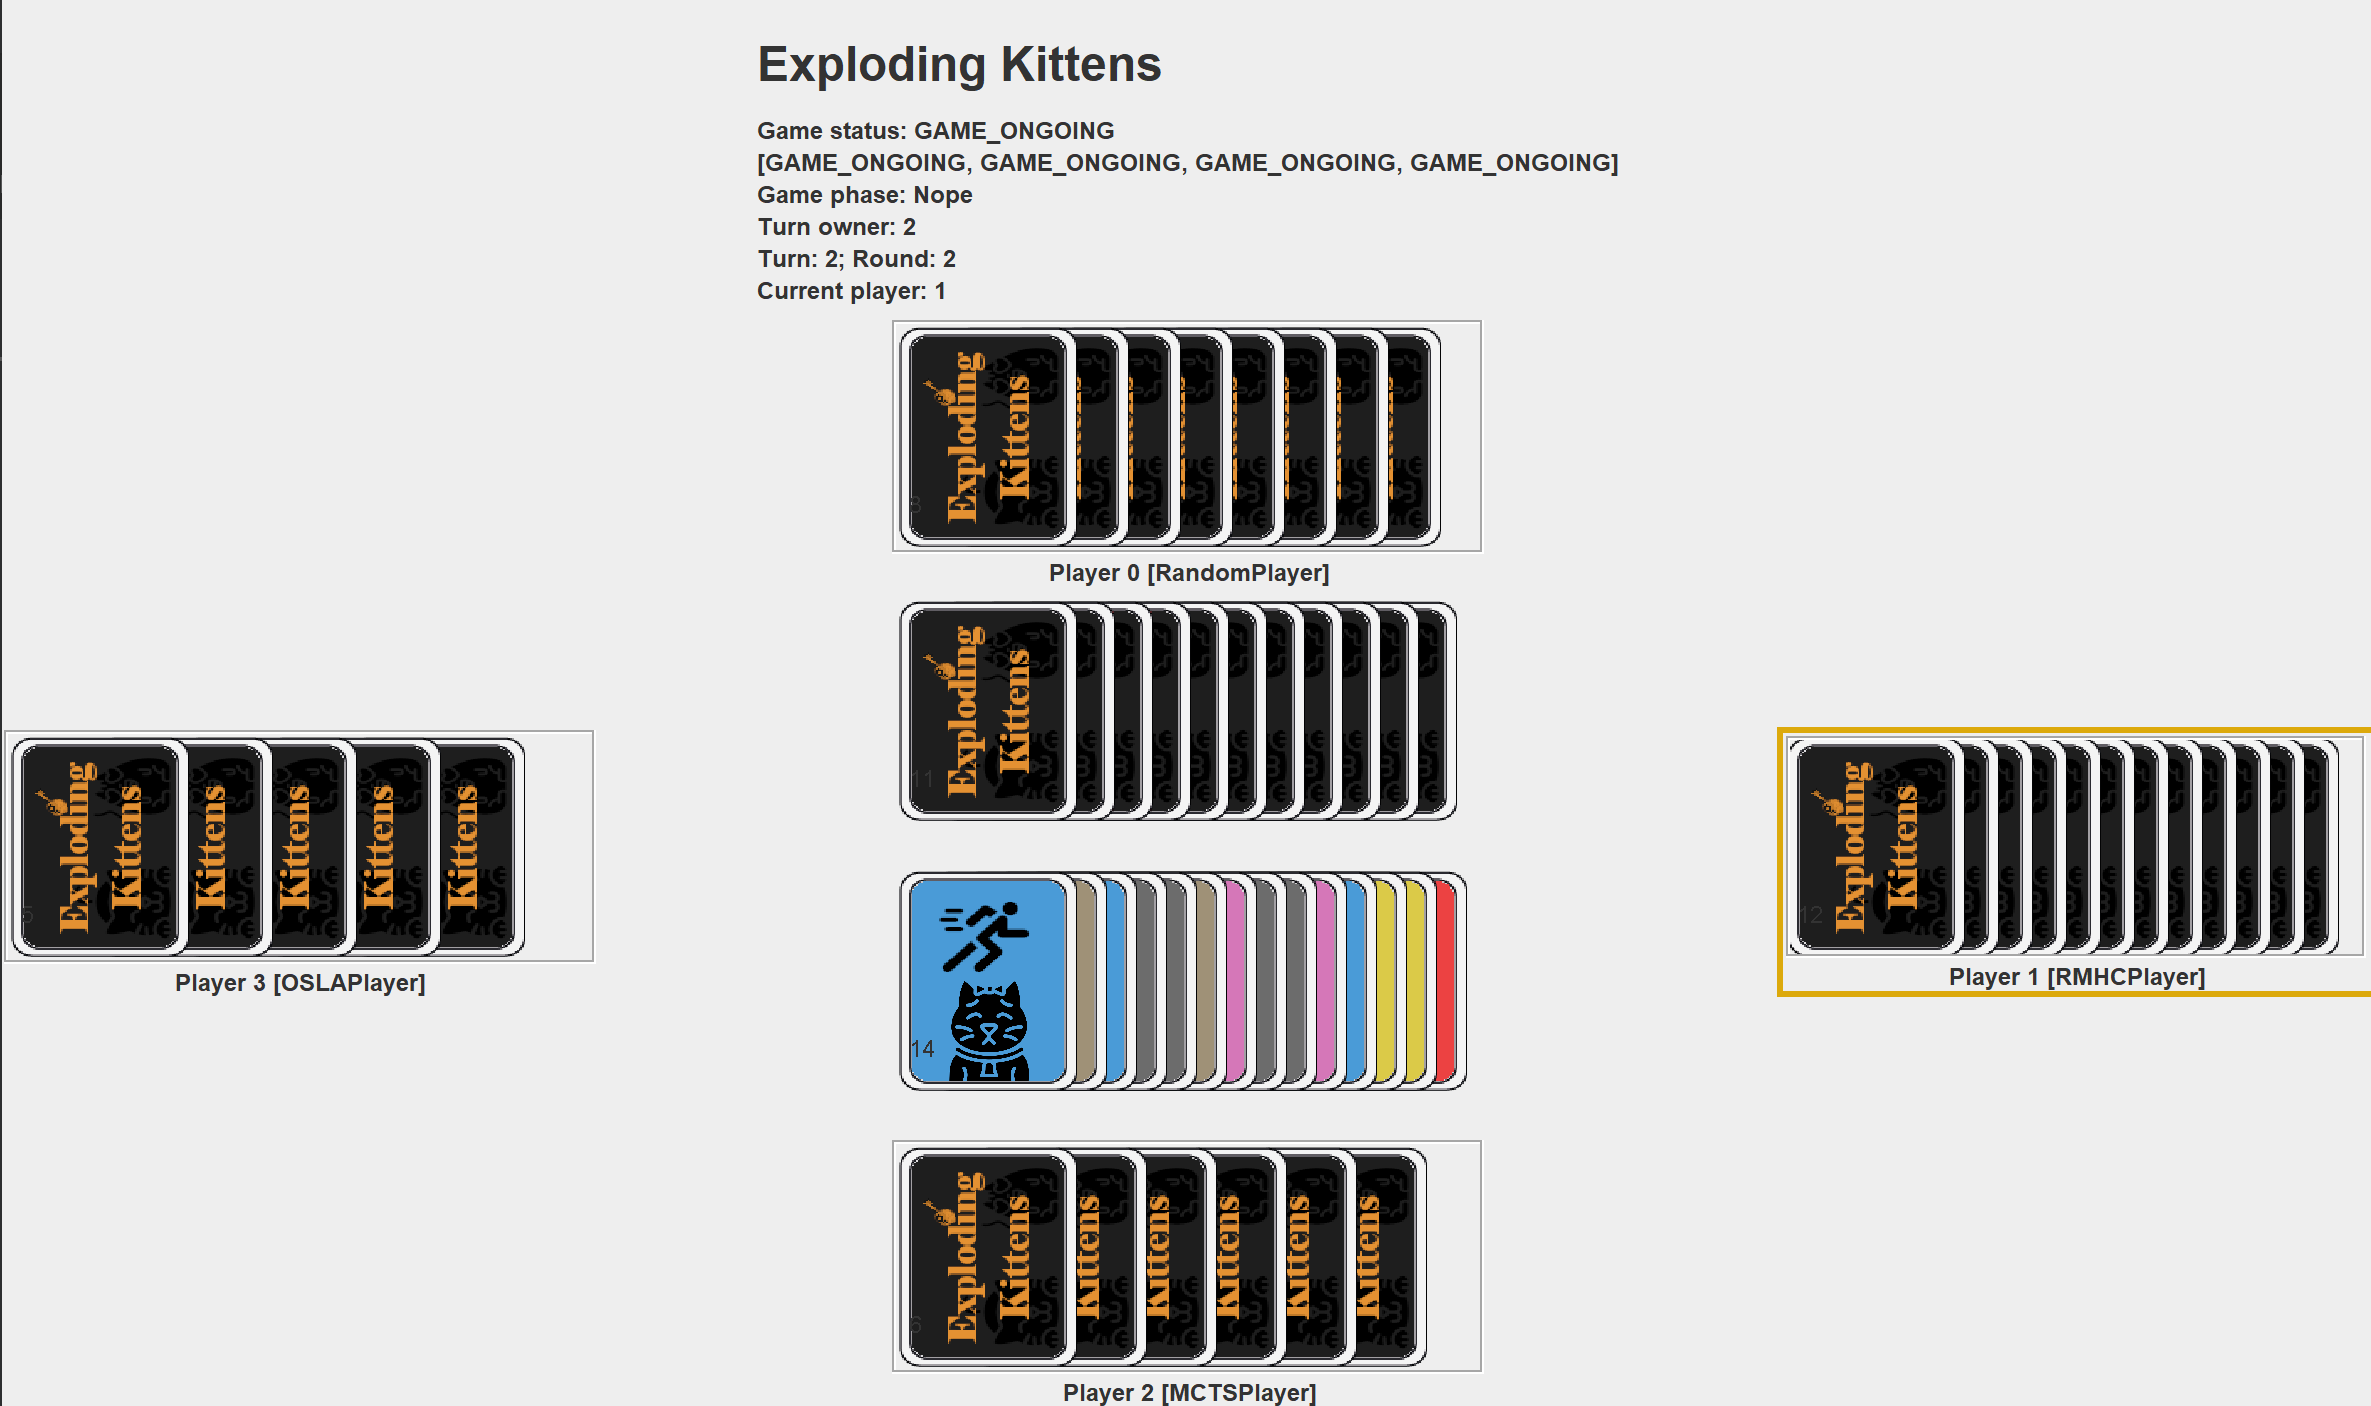 Exploding Kittens
Game status: GAME_ONGOING
[GAME_ONGOING, GAME_ONGOING, GAME_ONGOING, GAME_ONGOING]
Game phase: Nope
Turn owner: 2
Turn: 2; Round: 2
Current player: 1
Exploding
Kittens
8
Player 0 [RandomPlayer]
Exploding
Kittens
11
Exploding
Kittens
Kittens
Kittens
Kittens
Kittens
5
Player 3 [OSLAPlayer]
Exploding
Kittens
12
Player 1 [RMHCPlayer]
14
Exploding
Kittens
Kittens
Kittens
Kittens
Kittens
Kittens
6
Player 2 [MCTSPlayer]